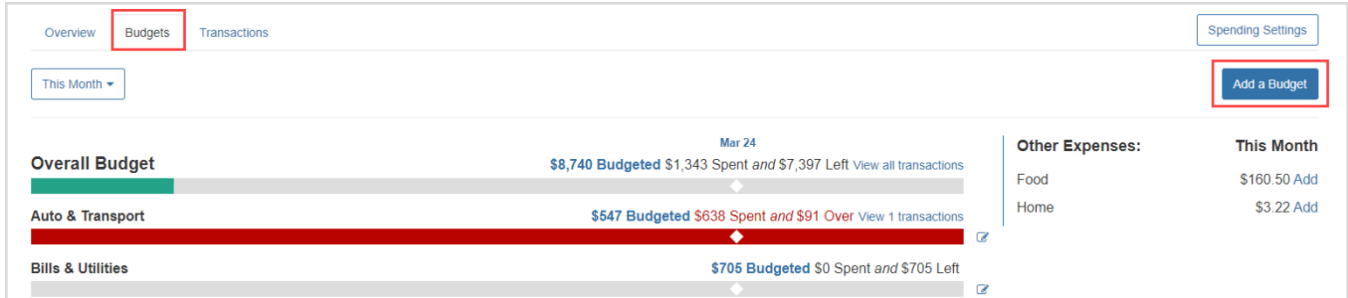 Overview Budgets Transactions Spending Settings
This Month Add a Budget
Mar 24
Overall Budget $8,740 Budgeted $1,343 Spent and $7,397 Left View all transactions
Auto & Transport $547 Budgeted $638 Spent and $91 Over View 1 transactions
Bills & Utilities $705 Budgeted $0 Spent and $705 Left
Other Expenses: This Month
Food $160.50 Add
Home $3.22 Add